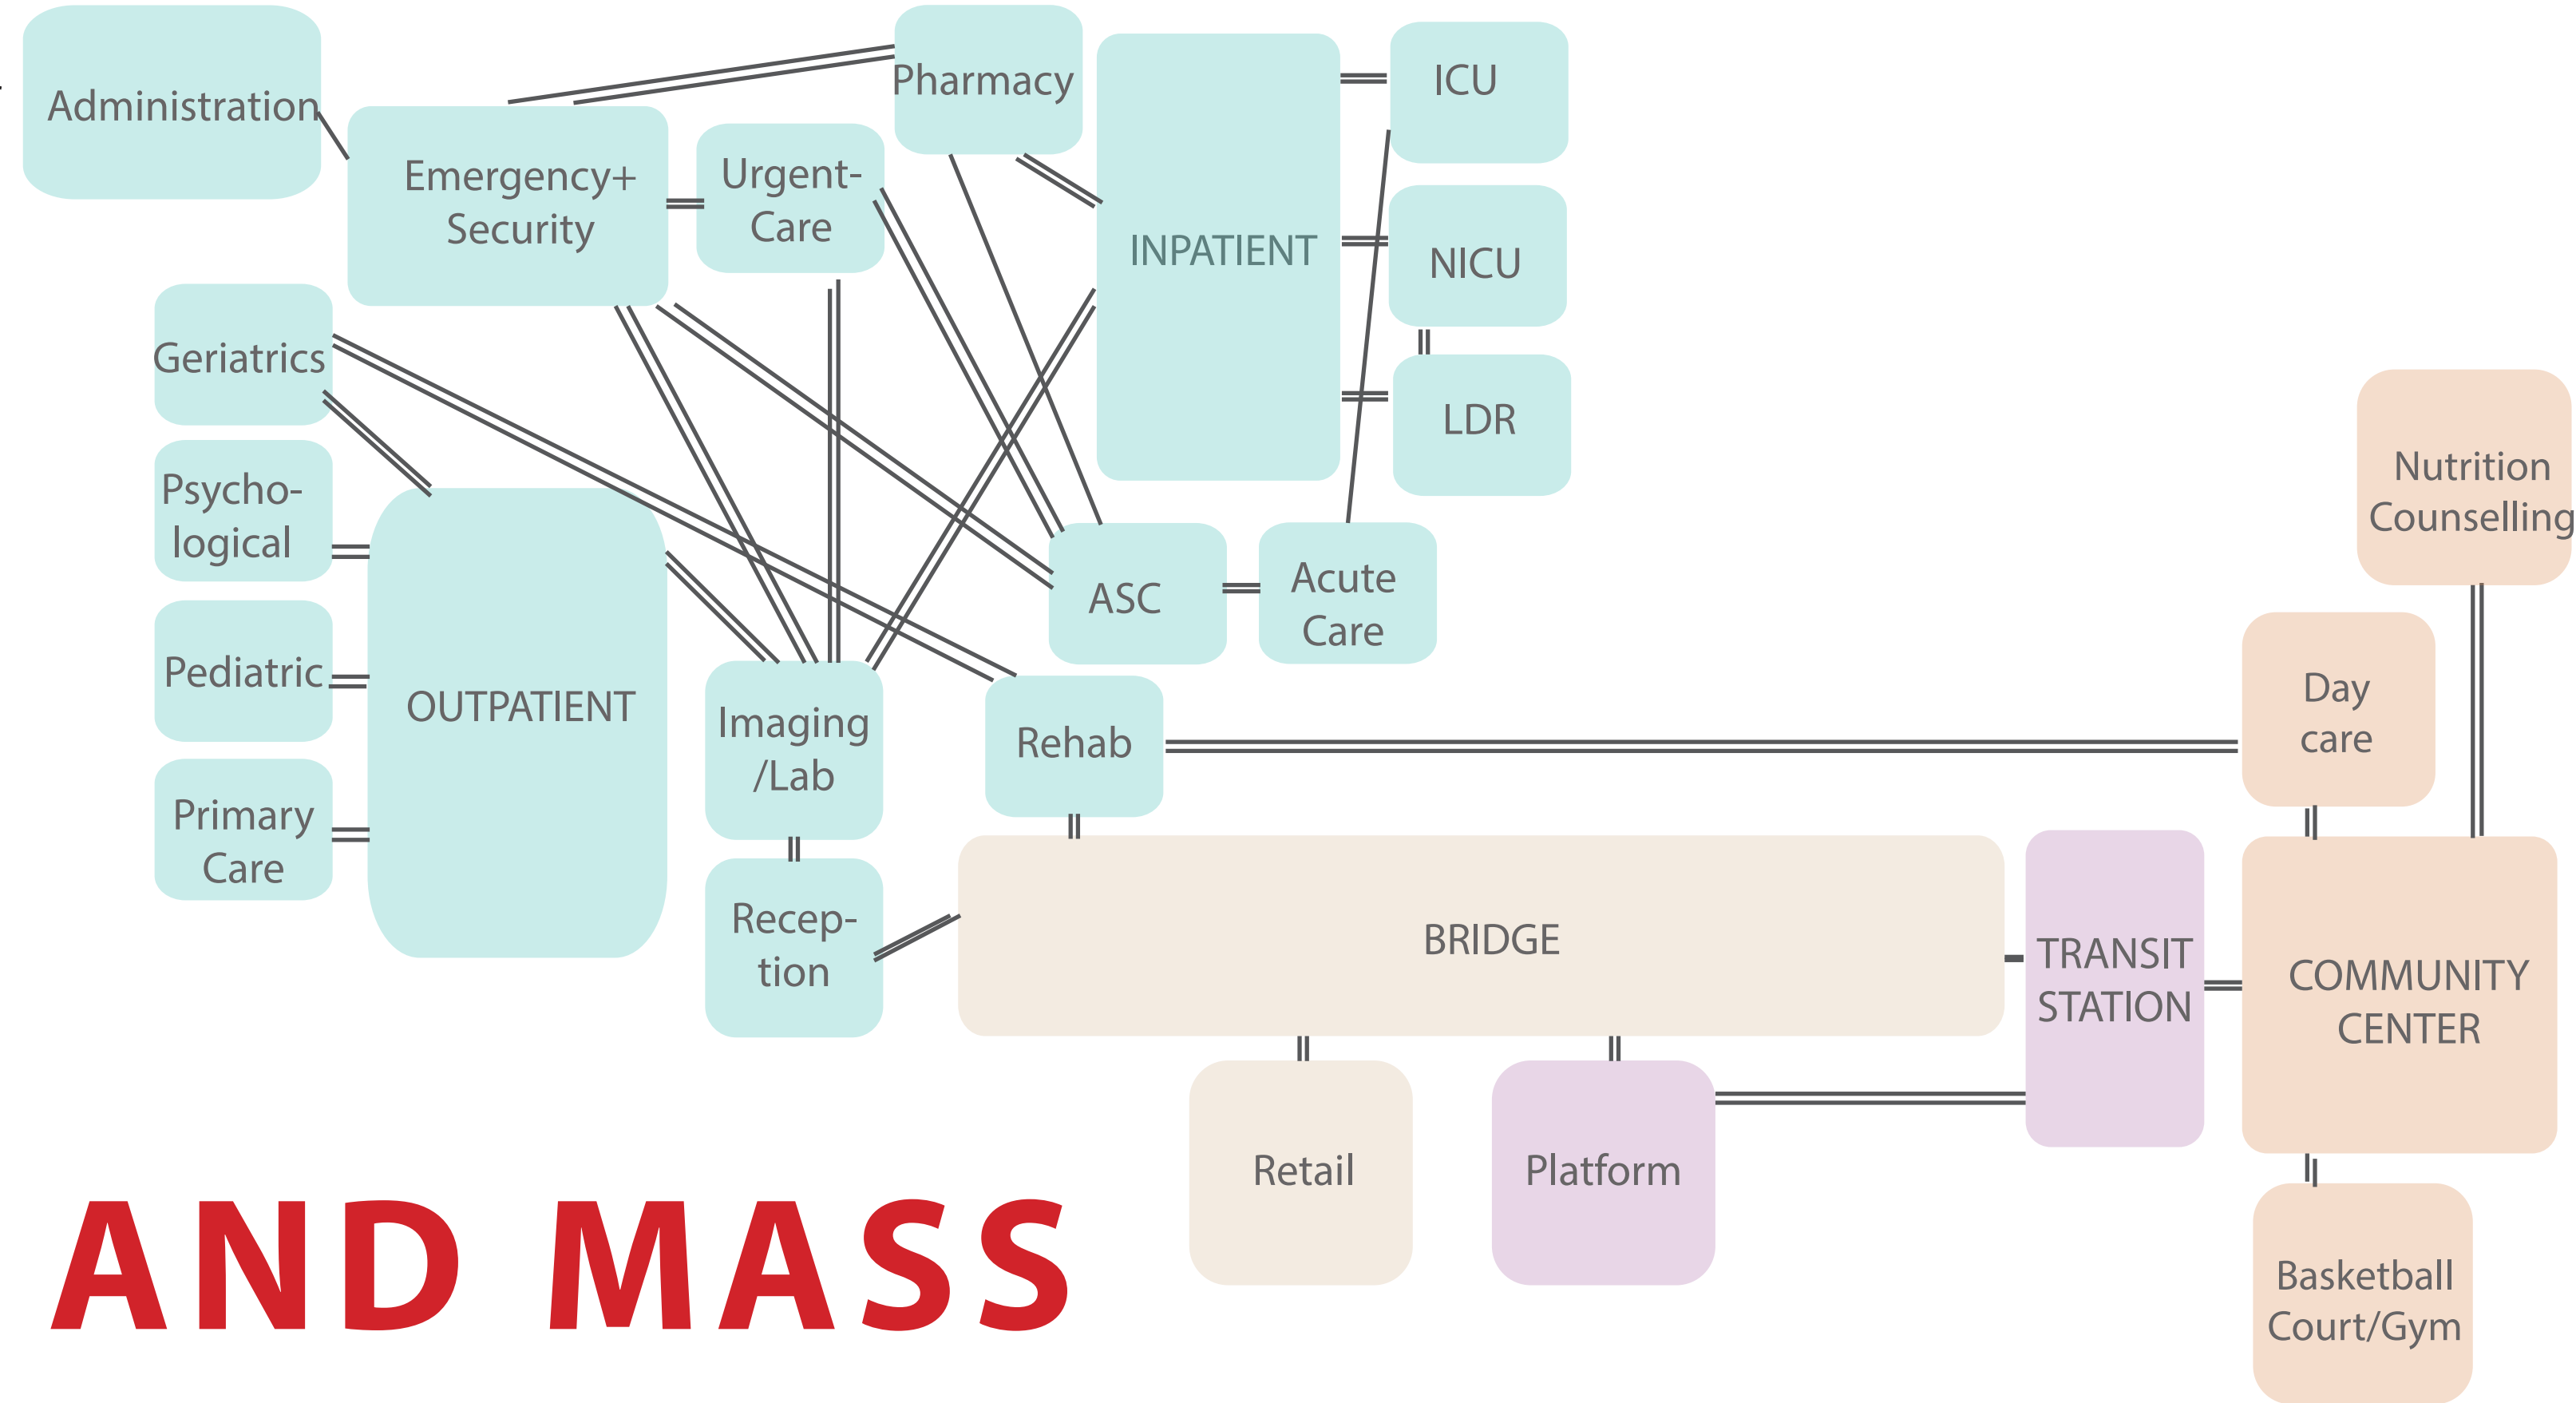 Administration
Emergency+
Security
Urgent-
Care
Pharmacy
INPATIENT
ICU
NICU
LDR
Geriatrics
Psycho-
logical
Pediatric
Primary
Care
OUTPATIENT
Imaging
/Lab
Recep-
tion
Rehab
ASC
Acute
Care
Nutrition
Counselling
Day
care
BRIDGE
TRANSIT
STATION
COMMUNITY
CENTER
Retail
Platform
Basketball
Court/Gym
AND MASS